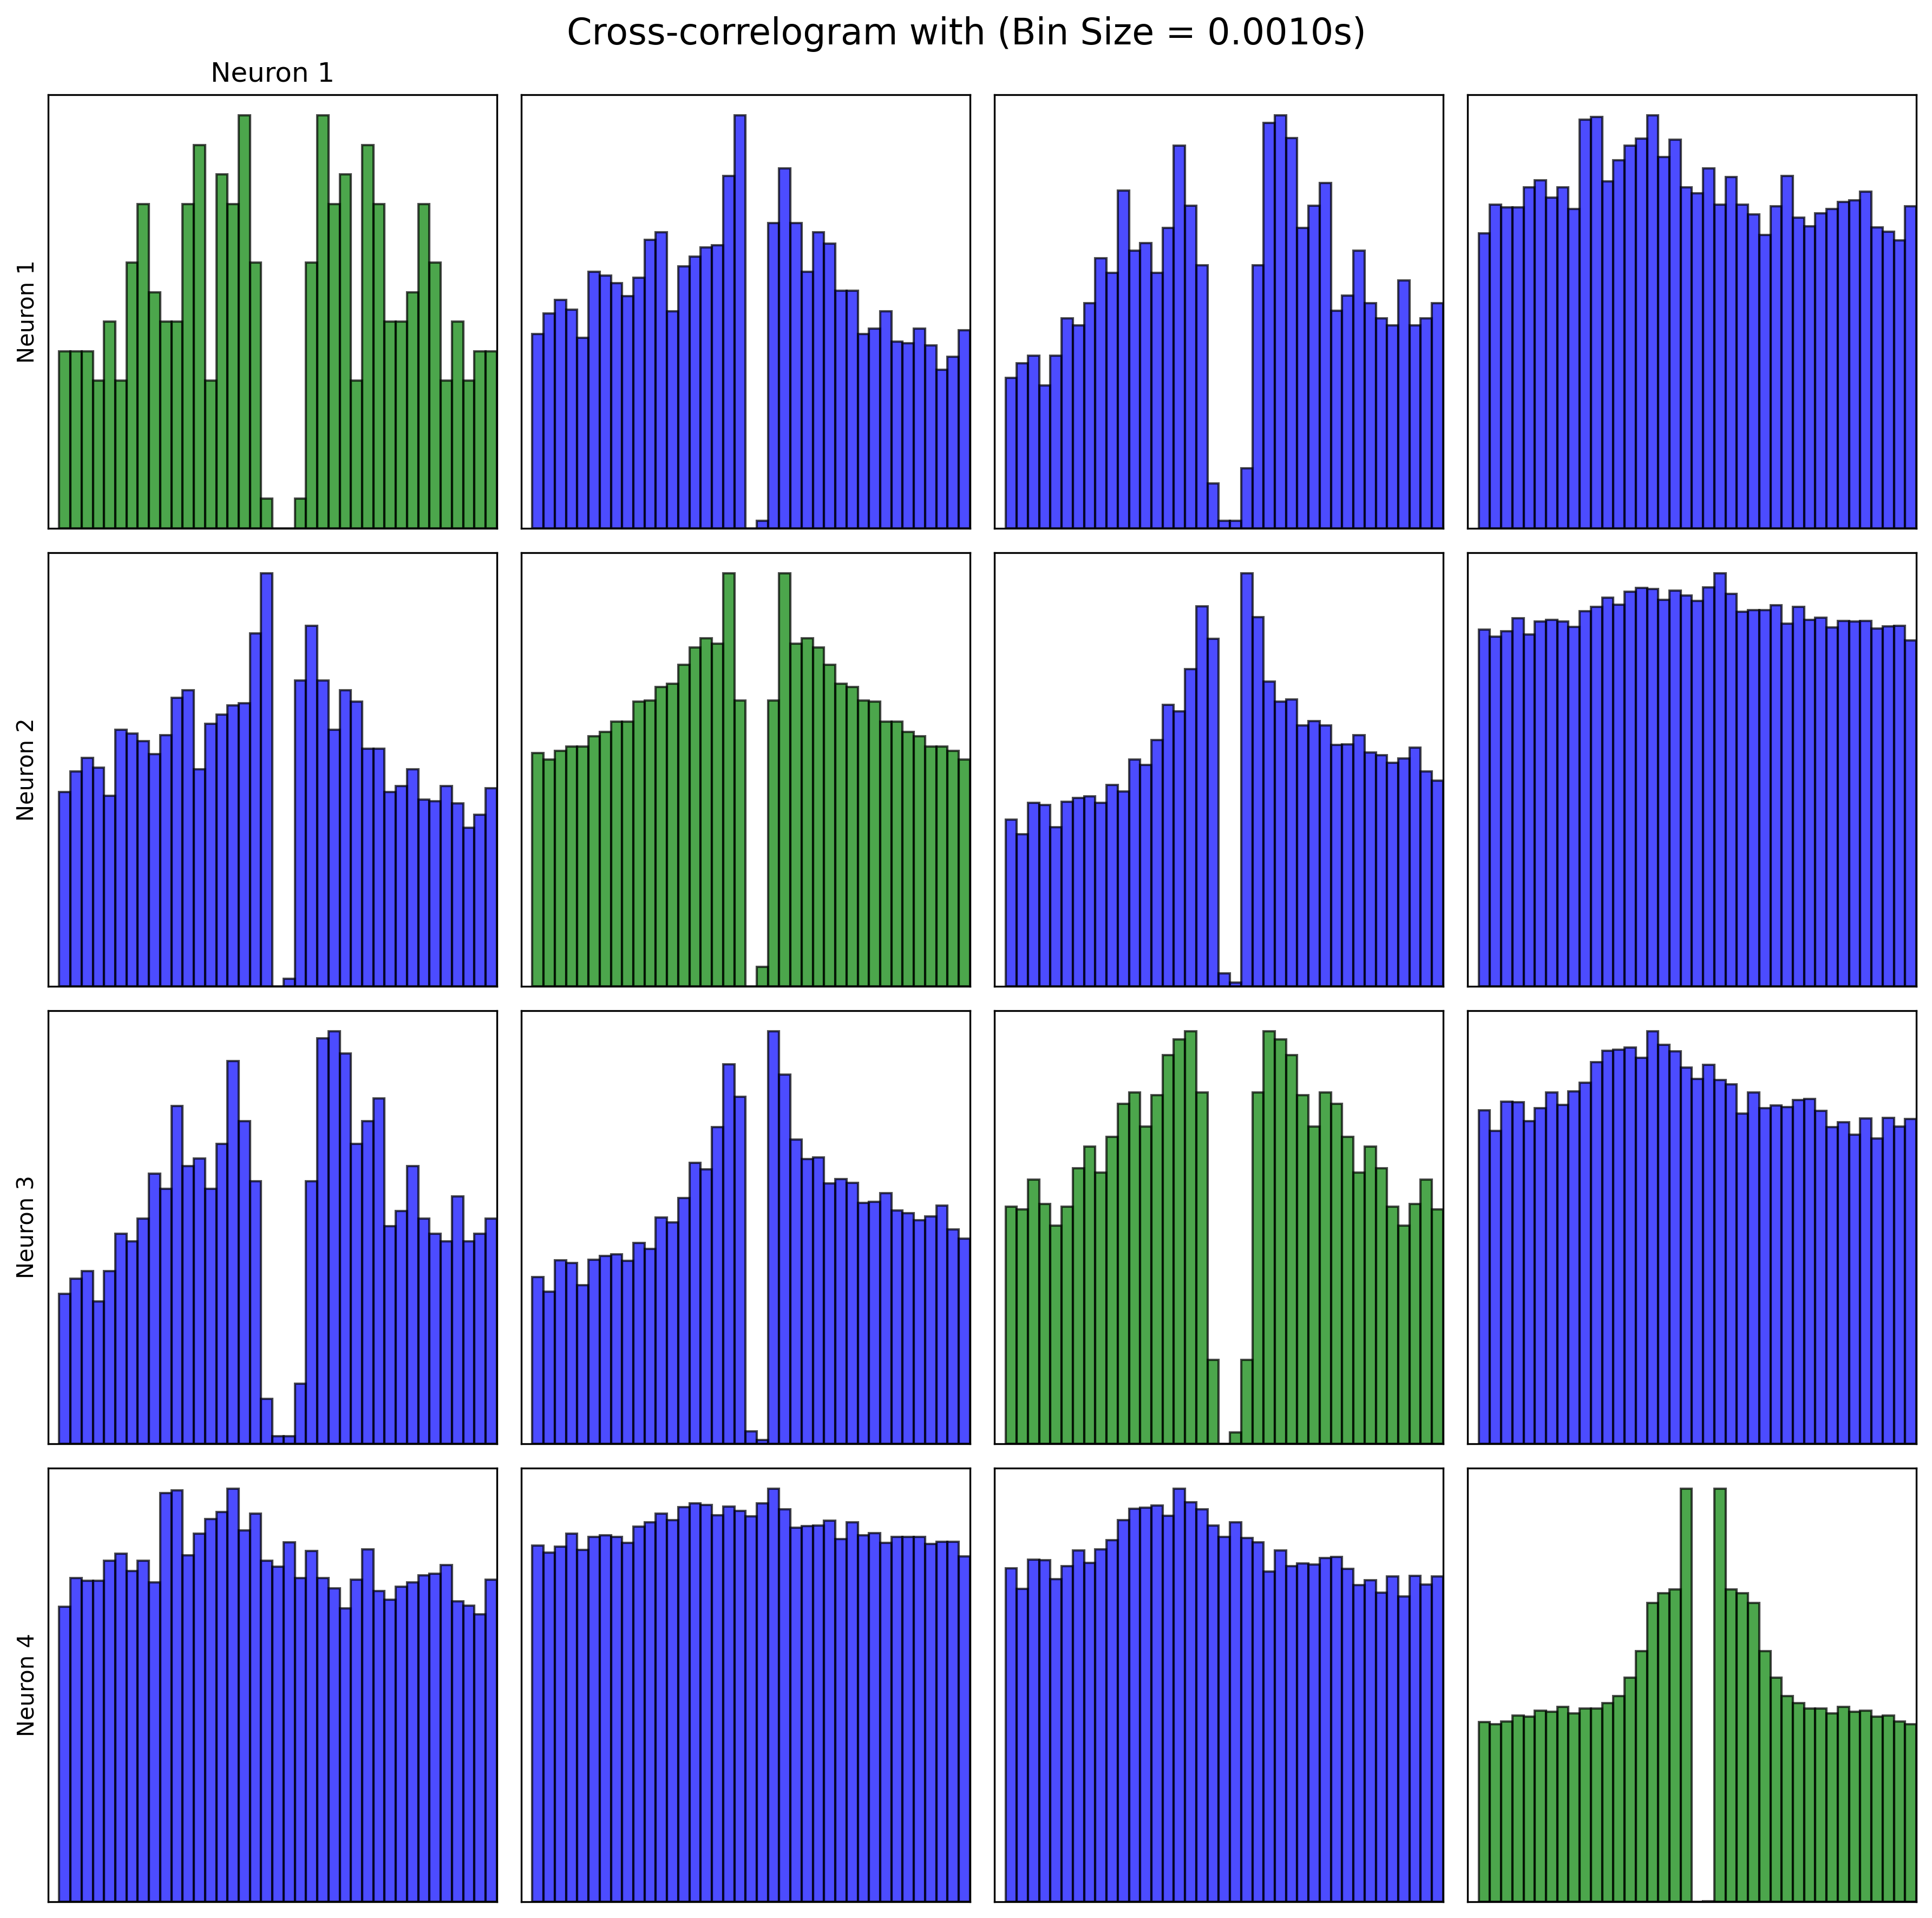 Cross-correlogram with (Bin Size = 0.0010s)
Neuron 1
Neuron 1
Neuron 2
Neuron 3
Neuron 4